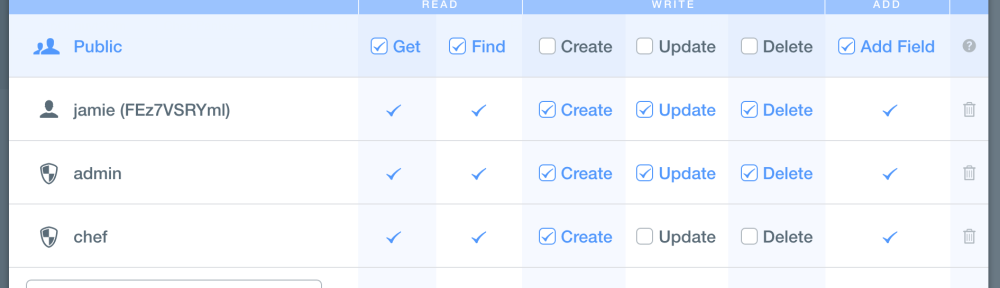 READ WRITE ADD
Public Get Find Create Update Delete Add Field ?
jamie (FEz7VSRYml) Create Update Delete
admin Create Update Delete
chef Create Update Delete